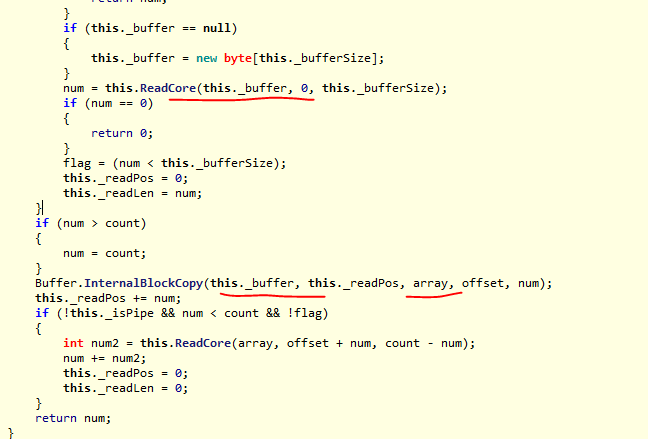 return num;
}
if (this._buffer == null)
{
this._buffer = new byte[this._bufferSize];
}
num = this.ReadCore(this._buffer, 0, this._bufferSize);
if (num == 0)
{
return 0;
}
flag = (num < this._bufferSize);
this._readPos = 0;
this._readLen = num;
}
if (num > count)
{
num = count;
}
Buffer.InternalBlockCopy(this._buffer, this._readPos, array, offset, num);
this._readPos += num;
if (!this._isPipe && num < count && !flag)
{
int num2 = this.ReadCore(array, offset + num, count - num);
num += num2;
this._readPos = 0;
this._readLen = 0;
}
return num;
}